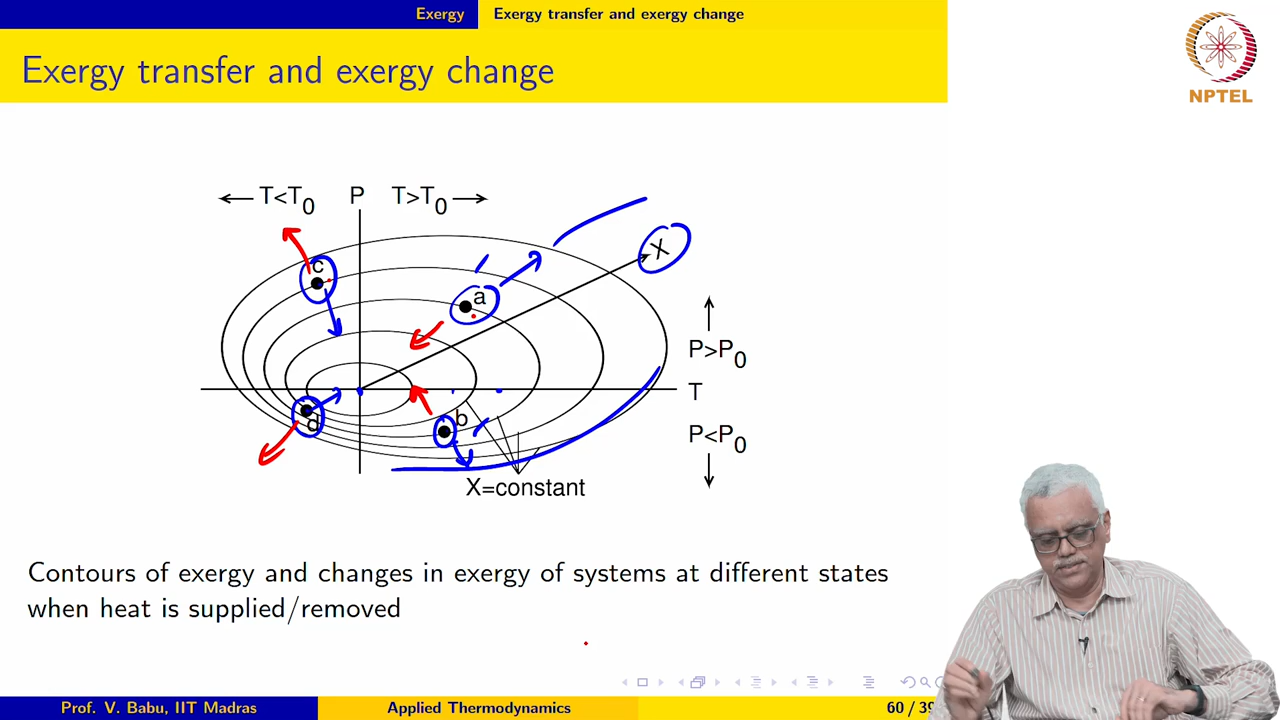 Exergy Exergy transfer and exergy change
Exergy transfer and exergy change
NPTEL
T<T0 P T>T0
X
c
a
P>P0
T
d
b
P<P0
X=constant
Contours of exergy and changes in exergy of systems at different states
when heat is supplied/removed
Prof. V. Babu, IIT Madras Applied Thermodynamics 60 / 39